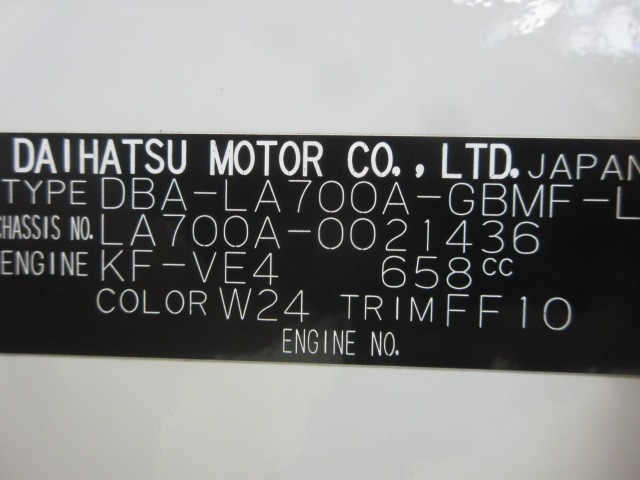 DAIHATSU MOTOR CO., LTD. JAPAN
TYPE DBA-LA700A-GBMF-L
CHASSIS NO. LA700A-0021436
ENGINE KF-VE4 658cc
COLOR W24 TRIM FF10
ENGINE NO.